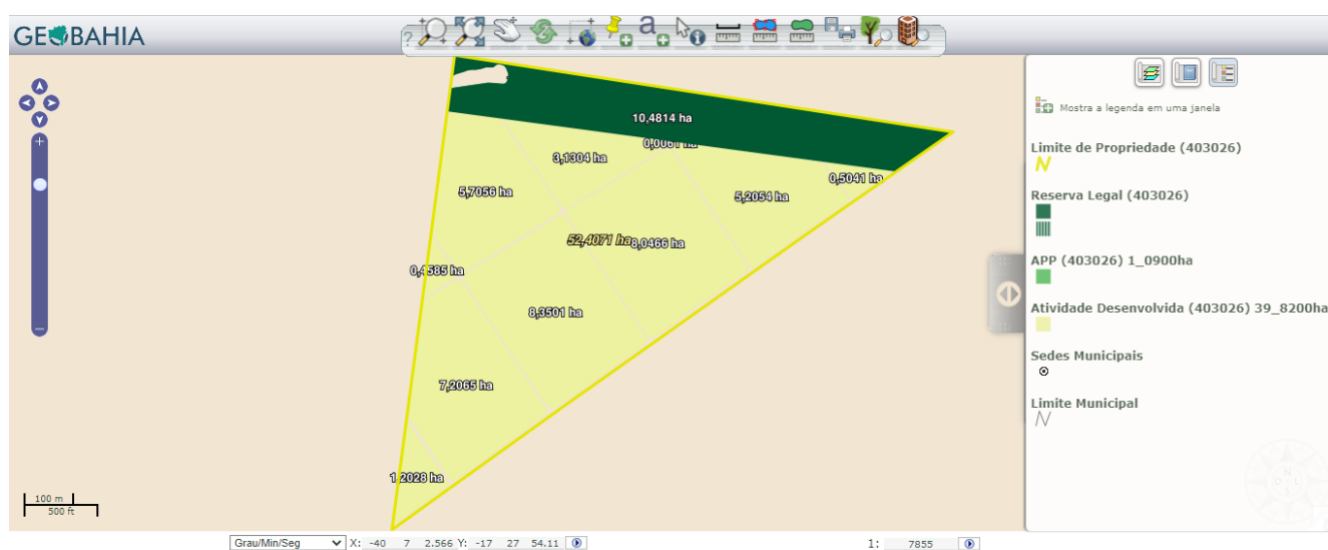 GEOBAHIA
?
a
10,4814 ha
0,0061 ha
3,1304 ha
0,5041 ha
5,7056 ha
5,2054 ha
52,4071 ha
8,0466 ha
0,4585 ha
8,3501 ha
7,2065 ha
1,2028 ha
100 m
500 ft
Mostra a legenda em uma janela
Limite de Propriedade (403026)
Reserva Legal (403026)
APP (403026) 1_0900ha
Atividade Desenvolvida (403026) 39_8200ha
Sedes Municipais
Limite Municipal
Grau/Min/Seg X: -40 7 2.566 Y: -17 27 54.11
1: 7855